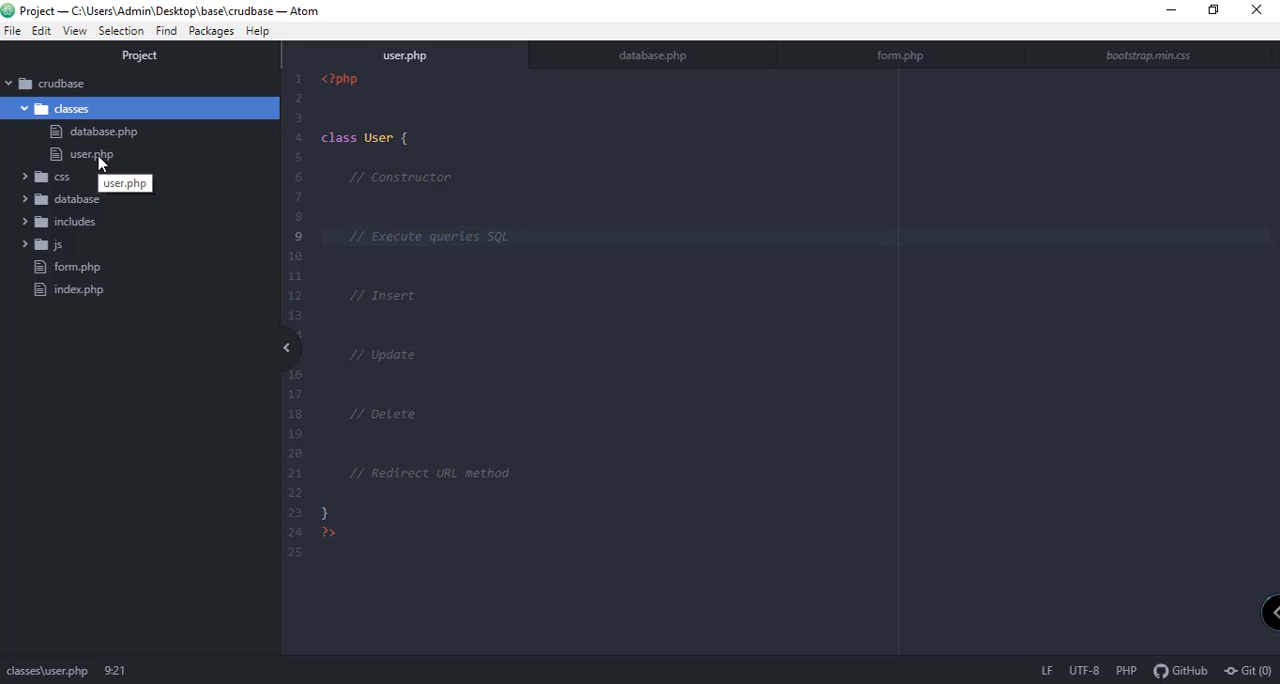 Project — C:\Users\Admin\Desktop\base\crudbase — Atom
File Edit View Selection Find Packages Help
Project
user.php database.php form.php bootstrap.min.css
crudbase
classes
database.php
user.php
css
user.php
database
includes
js
form.php
index.php
1 <?php
2
3
4 class User {
5
6 // Constructor
7
8
9 // Execute queries SQL
10
11
12 // Insert
13
// Update
16
17
18 // Delete
19
20
21 // Redirect URL method
22
23 }
24 ?>
25
classes\user.php 9:21 LF UTF-8 PHP GitHub Git (0)